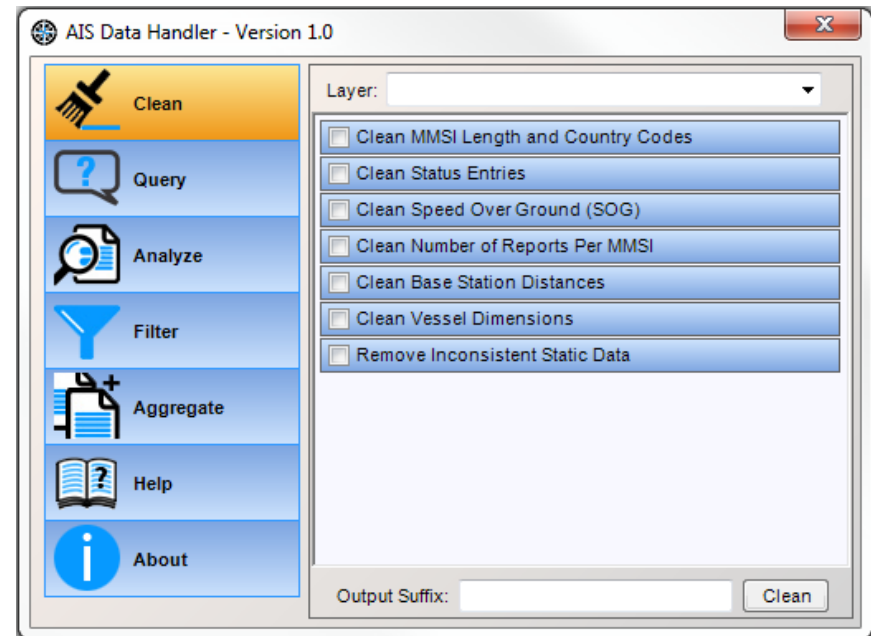 AIS Data Handler - Version 1.0
Clean
Query
Analyze
Filter
Aggregate
Help
About
Layer:
Clean MMSI Length and Country Codes
Clean Status Entries
Clean Speed Over Ground (SOG)
Clean Number of Reports Per MMSI
Clean Base Station Distances
Clean Vessel Dimensions
Remove Inconsistent Static Data
Output Suffix:
Clean